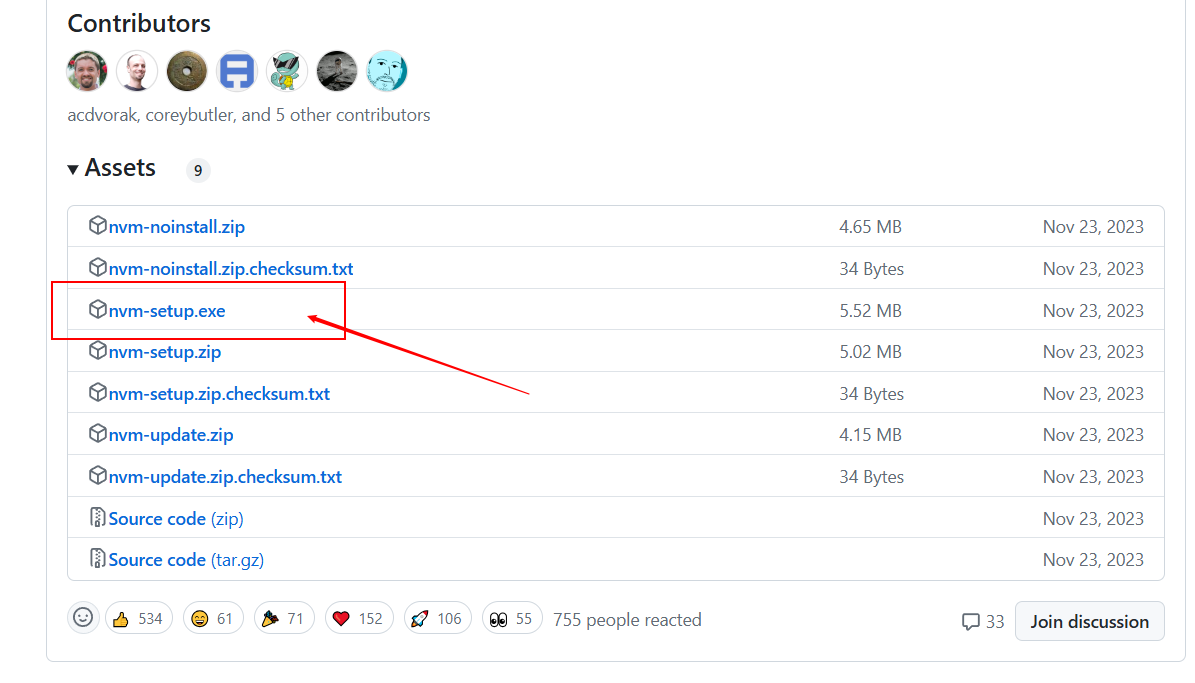 Contributors
acdvorak, coreybutler, and 5 other contributors
Assets 9
nvm-noinstall.zip 4.65 MB Nov 23, 2023
nvm-noinstall.zip.checksum.txt 34 Bytes Nov 23, 2023
nvm-setup.exe 5.52 MB Nov 23, 2023
nvm-setup.zip 5.02 MB Nov 23, 2023
nvm-setup.zip.checksum.txt 34 Bytes Nov 23, 2023
nvm-update.zip 4.15 MB Nov 23, 2023
nvm-update.zip.checksum.txt 34 Bytes Nov 23, 2023
Source code (zip) Nov 23, 2023
Source code (tar.gz) Nov 23, 2023
534 61 71 152 106 55 755 people reacted 33 Join discussion